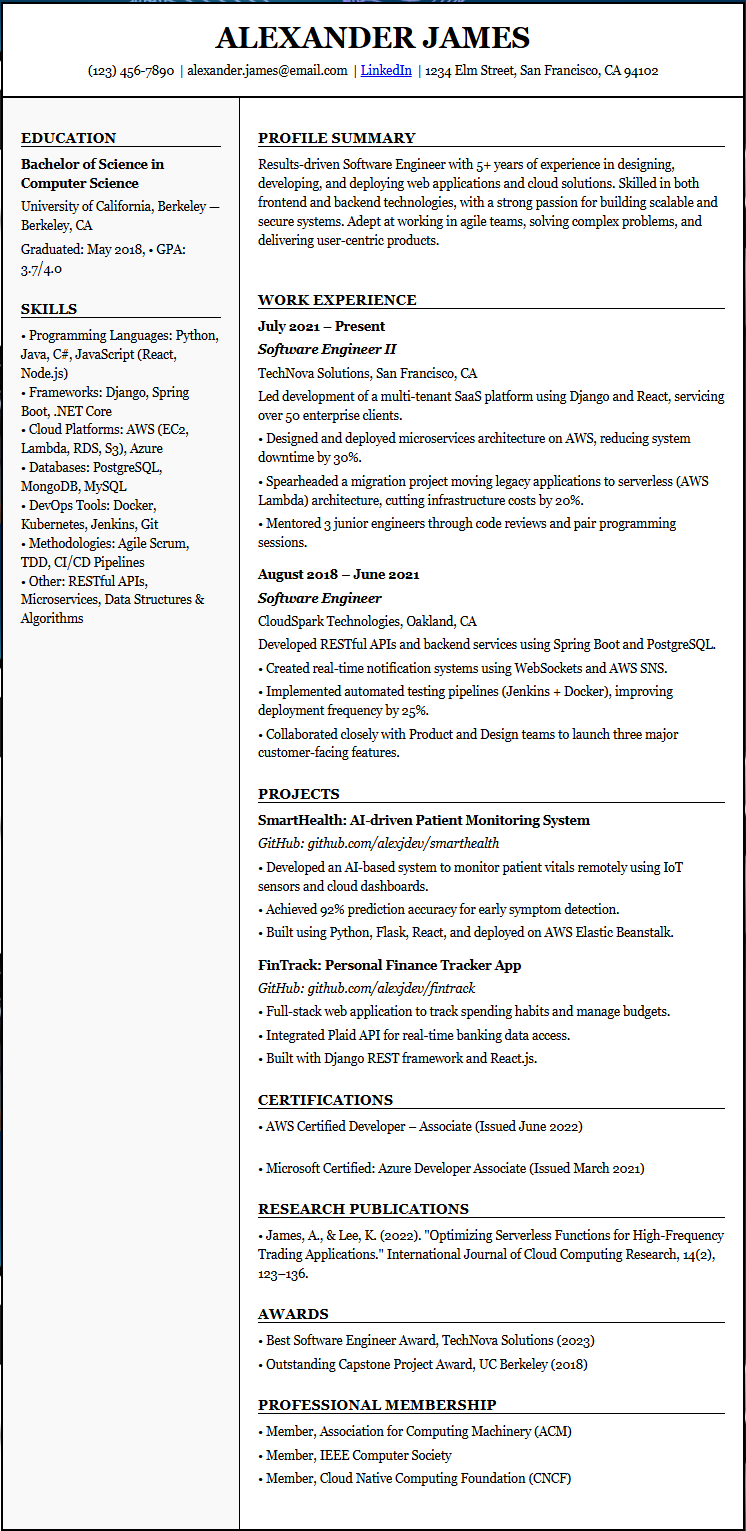 ALEXANDER JAMES
(123) 456-7890 | alexander.james@email.com | LinkedIn | 1234 Elm Street, San Francisco, CA 94102
EDUCATION
Bachelor of Science in
Computer Science
University of California, Berkeley —
Berkeley, CA
Graduated: May 2018, • GPA:
3.7/4.0
SKILLS
• Programming Languages: Python,
Java, C#, JavaScript (React,
Node.js)
• Frameworks: Django, Spring
Boot, .NET Core
• Cloud Platforms: AWS (EC2,
Lambda, RDS, S3), Azure
• Databases: PostgreSQL,
MongoDB, MySQL
• DevOps Tools: Docker,
Kubernetes, Jenkins, Git
• Methodologies: Agile Scrum,
TDD, CI/CD Pipelines
• Other: RESTful APIs,
Microservices, Data Structures &
Algorithms
PROFILE SUMMARY
Results-driven Software Engineer with 5+ years of experience in designing,
developing, and deploying web applications and cloud solutions. Skilled in both
frontend and backend technologies, with a strong passion for building scalable and
secure systems. Adept at working in agile teams, solving complex problems, and
delivering user-centric products.
WORK EXPERIENCE
July 2021 – Present
Software Engineer II
TechNova Solutions, San Francisco, CA
Led development of a multi-tenant SaaS platform using Django and React, servicing
over 50 enterprise clients.
• Designed and deployed microservices architecture on AWS, reducing system
downtime by 30%.
• Spearheaded a migration project moving legacy applications to serverless (AWS
Lambda) architecture, cutting infrastructure costs by 20%.
• Mentored 3 junior engineers through code reviews and pair programming
sessions.
August 2018 – June 2021
Software Engineer
CloudSpark Technologies, Oakland, CA
Developed RESTful APIs and backend services using Spring Boot and PostgreSQL.
• Created real-time notification systems using WebSockets and AWS SNS.
• Implemented automated testing pipelines (Jenkins + Docker), improving
deployment frequency by 25%.
• Collaborated closely with Product and Design teams to launch three major
customer-facing features.
PROJECTS
SmartHealth: AI-driven Patient Monitoring System
GitHub: github.com/alexjdev/smarthealth
• Developed an AI-based system to monitor patient vitals remotely using IoT
sensors and cloud dashboards.
• Achieved 92% prediction accuracy for early symptom detection.
• Built using Python, Flask, React, and deployed on AWS Elastic Beanstalk.
FinTrack: Personal Finance Tracker App
GitHub: github.com/alexjdev/fintrack
• Full-stack web application to track spending habits and manage budgets.
• Integrated Plaid API for real-time banking data access.
• Built with Django REST framework and React.js.
CERTIFICATIONS
• AWS Certified Developer – Associate (Issued June 2022)
• Microsoft Certified: Azure Developer Associate (Issued March 2021)
RESEARCH PUBLICATIONS
• James, A., & Lee, K. (2022). "Optimizing Serverless Functions for High-Frequency
Trading Applications." International Journal of Cloud Computing Research, 14(2),
123–136.
AWARDS
• Best Software Engineer Award, TechNova Solutions (2023)
• Outstanding Capstone Project Award, UC Berkeley (2018)
PROFESSIONAL MEMBERSHIP
• Member, Association for Computing Machinery (ACM)
• Member, IEEE Computer Society
• Member, Cloud Native Computing Foundation (CNCF)